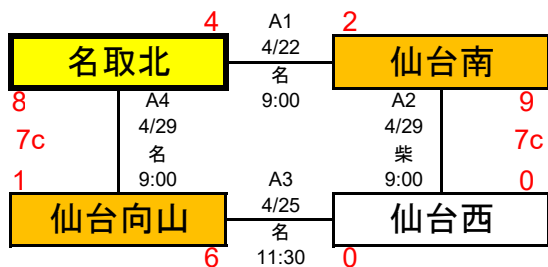 4 A1 2
4/22
名取北 仙台南
名
9:00
8 A4 A2 9
4/29 4/29
7c 7c
名 柴
1 9:00 A3 9:00 0
4/25
仙台向山 仙台西
名
6 11:30 0